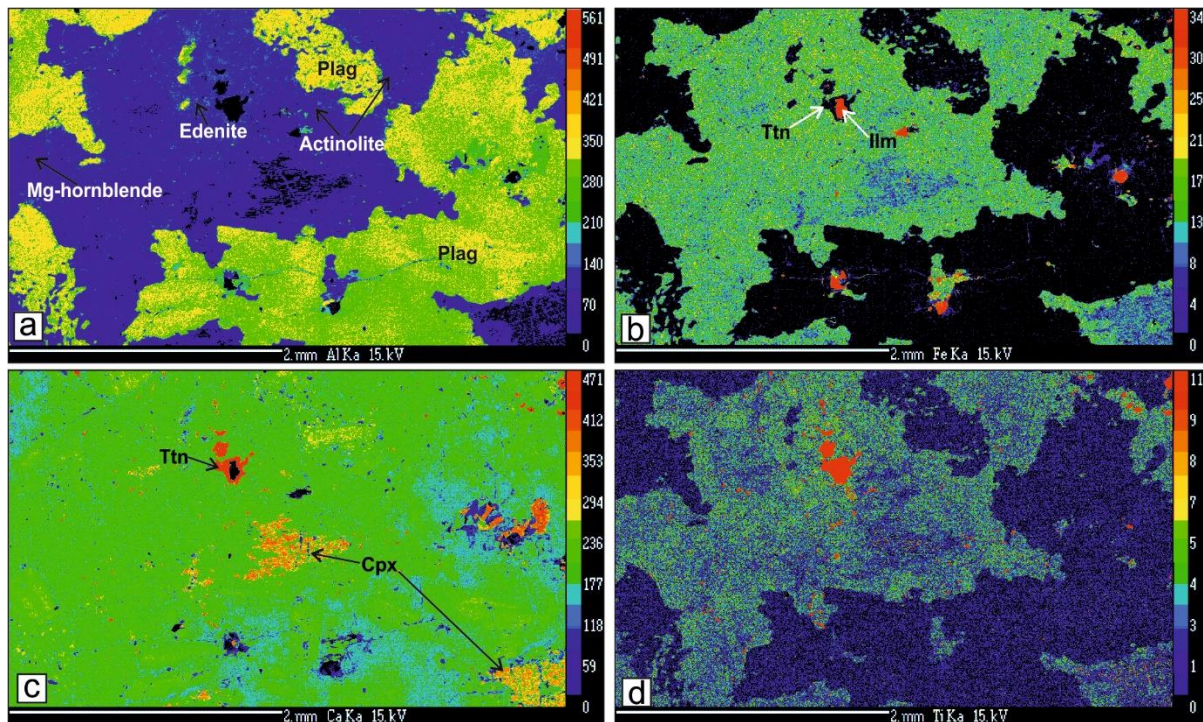 561
491
421
350
280
210
140
70
0
Plag
Edenite
Actinolite
Mg-hornblende
Plag
a
2.mm AlKa 15.kV
34
30
25
21
17
13
8
4
0
Ttn
Ilm
b
2.mm FeKa 15.kV
471
412
353
294
236
177
118
59
0
Ttn
Cpx
c
2.mm CaKa 15.kV
11
9
8
6
5
4
3
1
0
d
2.mm TiKa 15.kV